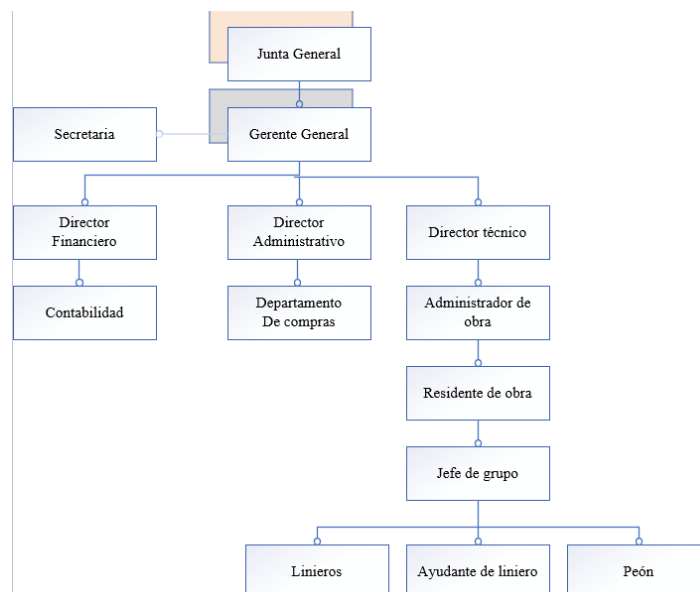 Junta General
Secretaria
Gerente General
Director
Financiero
Director
Administrativo
Director técnico
Contabilidad
Departamento
De compras
Administrador de
obra
Residente de obra
Jefe de grupo
Linieros
Ayudante de liniero
Peón